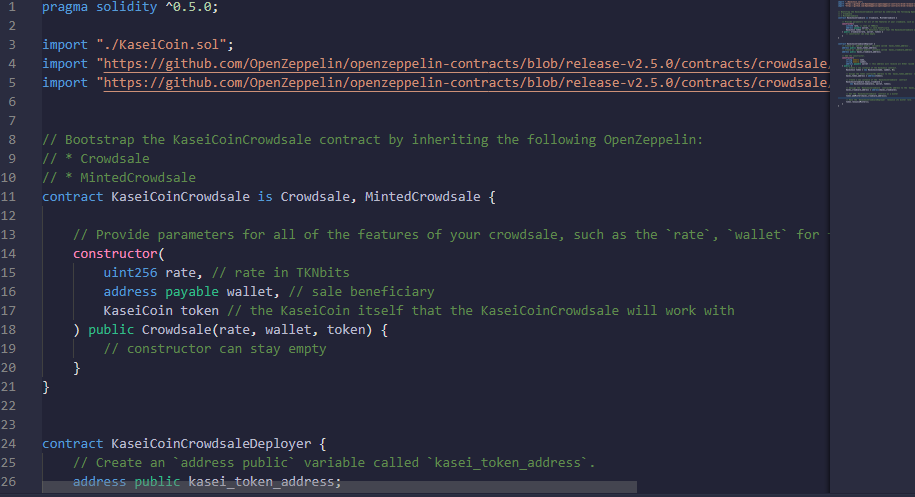 1 pragma solidity ^0.5.0;
2
3 import "./KaseiCoin.sol";
4 import "https://github.com/OpenZeppelin/openzeppelin-contracts/blob/release-v2.5.0/contracts/crowdsale/
5 import "https://github.com/OpenZeppelin/openzeppelin-contracts/blob/release-v2.5.0/contracts/crowdsale/
6
7
8 // Bootstrap the KaseiCoinCrowdsale contract by inheriting the following OpenZeppelin:
9 // * Crowdsale
10 // * MintedCrowdsale
11 contract KaseiCoinCrowdsale is Crowdsale, MintedCrowdsale {
12
13 // Provide parameters for all of the features of your crowdsale, such as the `rate`, `wallet` for
14 constructor(
15 uint256 rate, // rate in TKNbits
16 address payable wallet, // sale beneficiary
17 KaseiCoin token // the KaseiCoin itself that the KaseiCoinCrowdsale will work with
18 ) public Crowdsale(rate, wallet, token) {
19 // constructor can stay empty
20 }
21 }
22
23
24 contract KaseiCoinCrowdsaleDeployer {
25 // Create an `address public` variable called `kasei_token_address`.
26 address public kasei_token_address;